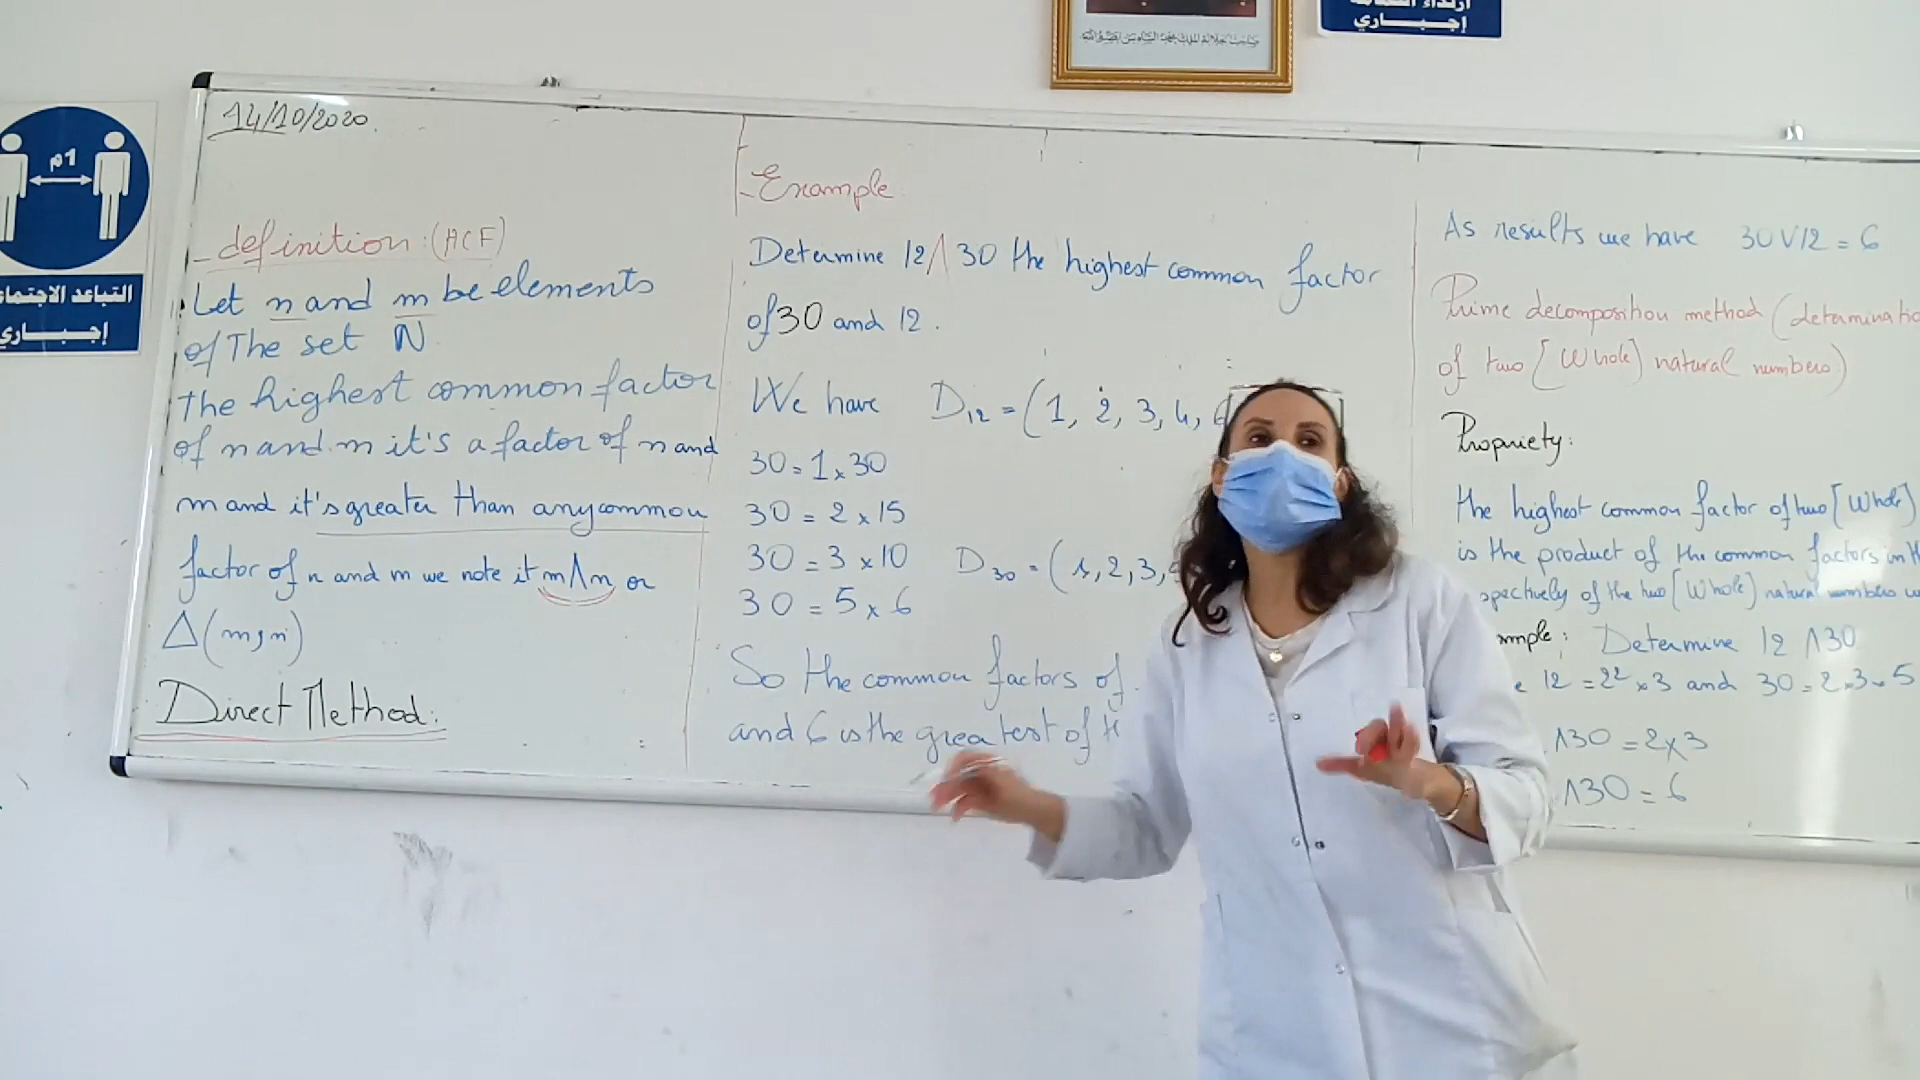 إجباري
م1
التباعد الاجتما
إجباري
14/10/2020.
definition: (HCF)
Let n and m be elements
of The set N
The highest common factor
of n and m it's a factor of n and
m and it's greater than any common
factor of n and m we note it m∧n or
Δ(m,n)
Direct Method:
- Example
Determine 12∧30 the highest common factor
of 30 and 12.
We have D₁₂ = (1, 2, 3, 4, 6
30 = 1 x 30
30 = 2 x 15
30 = 3 x 10 D₃₀ = (1, 2, 3, 5
30 = 5 x 6
So the common factors of
and 6 is the greatest of
As results we have 30 V 12 = 6
Prime decomposition method (determinatio
of two [Whole] natural numbers)
Propriety:
the highest common factor of two [Whole]
is the product of the common factors in
spectively of the two [Whole] natural numbers
mple: Determine 12 ∧ 30
e 12 = 2² x 3 and 30 = 2 x 3 x 5
∧30 = 2 x 3
∧30 = 6